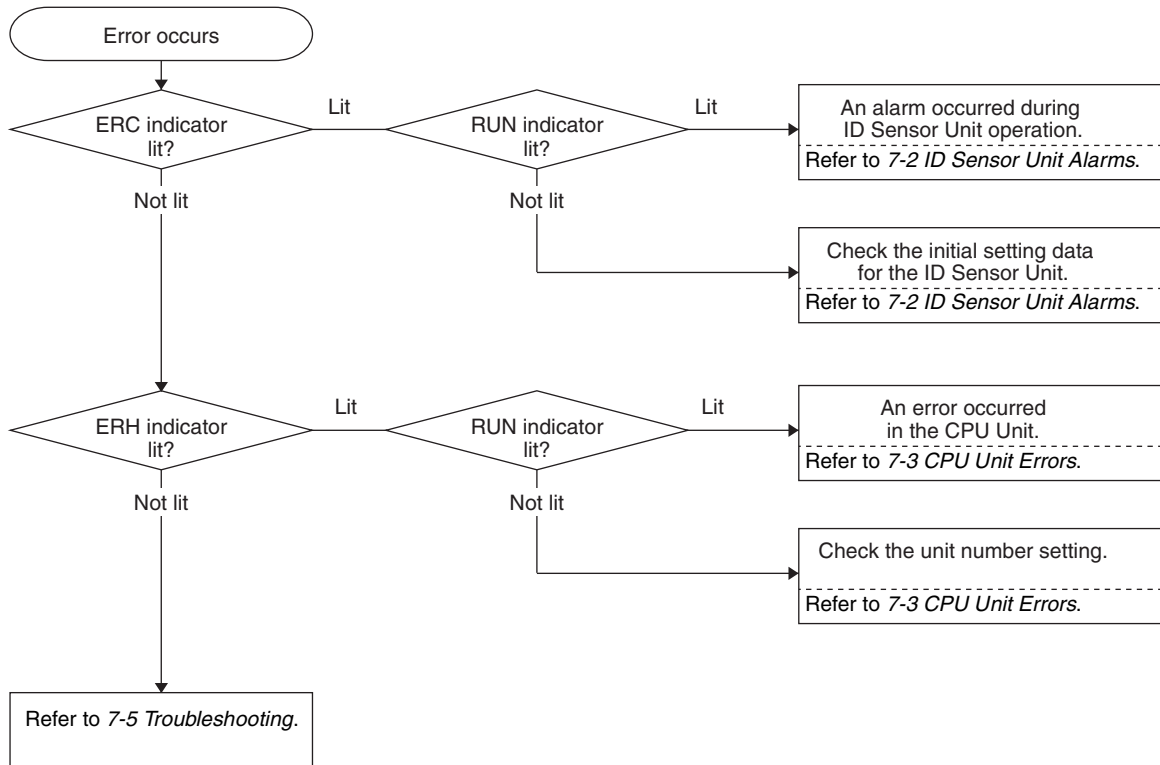 Error occurs
ERC indicator
lit?
Lit
RUN indicator
lit?
Lit
An alarm occurred during
ID Sensor Unit operation.
Refer to 7-2 ID Sensor Unit Alarms.
Not lit
Not lit
Check the initial setting data
for the ID Sensor Unit.
Refer to 7-2 ID Sensor Unit Alarms.
ERH indicator
lit?
Lit
RUN indicator
lit?
Lit
An error occurred
in the CPU Unit.
Refer to 7-3 CPU Unit Errors.
Not lit
Not lit
Check the unit number setting.
Refer to 7-3 CPU Unit Errors.
Refer to 7-5 Troubleshooting.